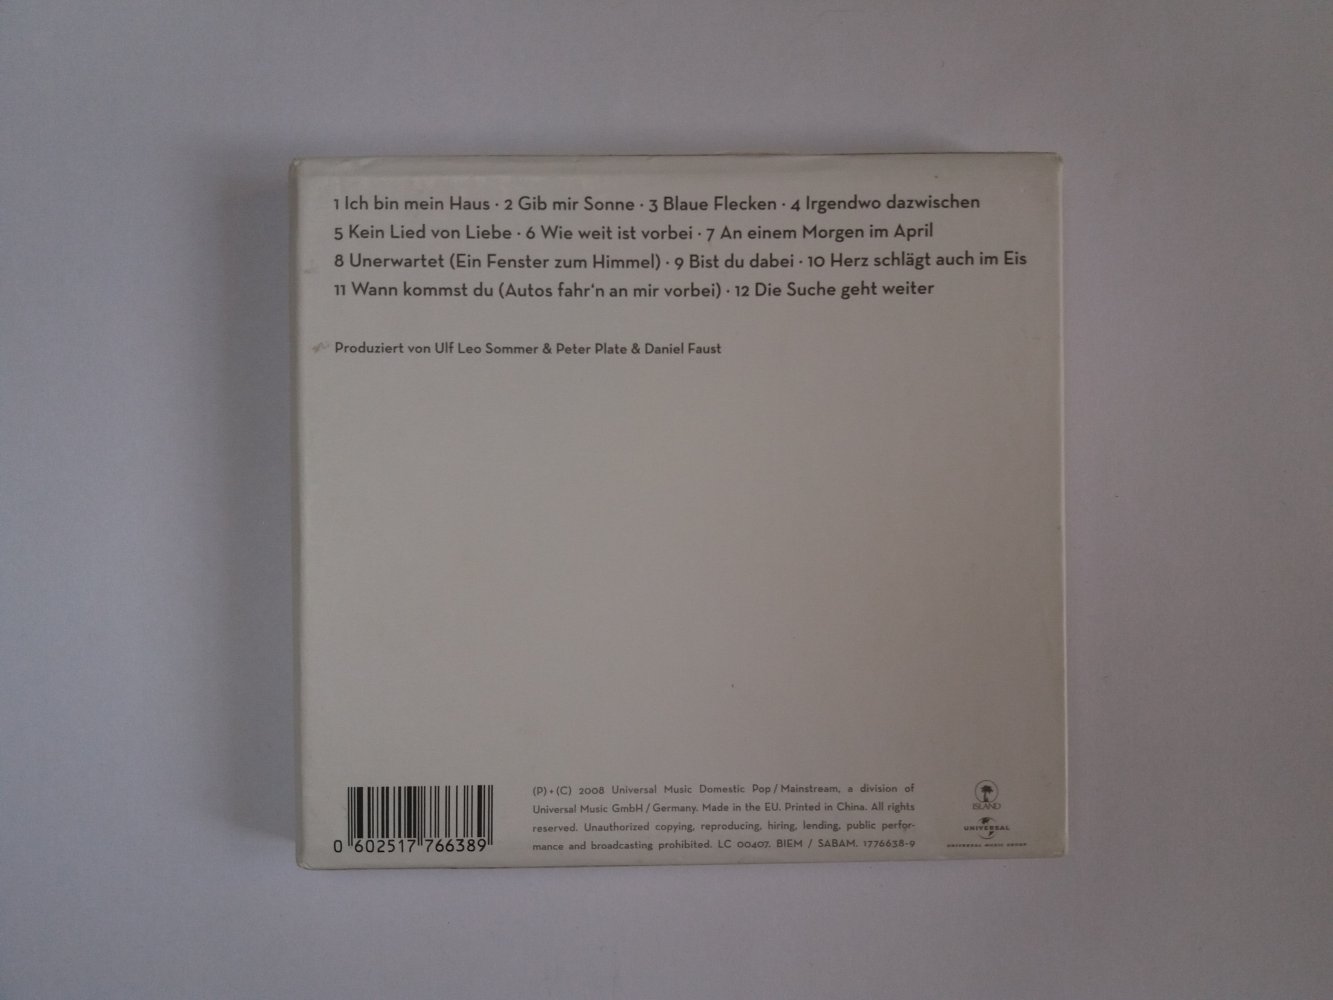 1 Ich bin mein Haus · 2 Gib mir Sonne · 3 Blaue Flecken · 4 Irgendwo dazwischen
5 Kein Lied von Liebe · 6 Wie weit ist vorbei · 7 An einem Morgen im April
8 Unerwartet (Ein Fenster zum Himmel) · 9 Bist du dabei · 10 Herz schlägt auch im Eis
11 Wann kommst du (Autos fahr‘n an mir vorbei) · 12 Die Suche geht weiter
Produziert von Ulf Leo Sommer & Peter Plate & Daniel Faust
0 602517 766389
(P) + (C) 2008 Universal Music Domestic Pop / Mainstream, a division of
Universal Music GmbH / Germany. Made in the EU. Printed in China. All rights
reserved. Unauthorized copying, reproducing, hiring, lending, public perfor-
mance and broadcasting prohibited. LC 00407. BIEM / SABAM. 1776638-9
ISLAND
UNIVERSAL
UNIVERSAL MUSIC GROUP